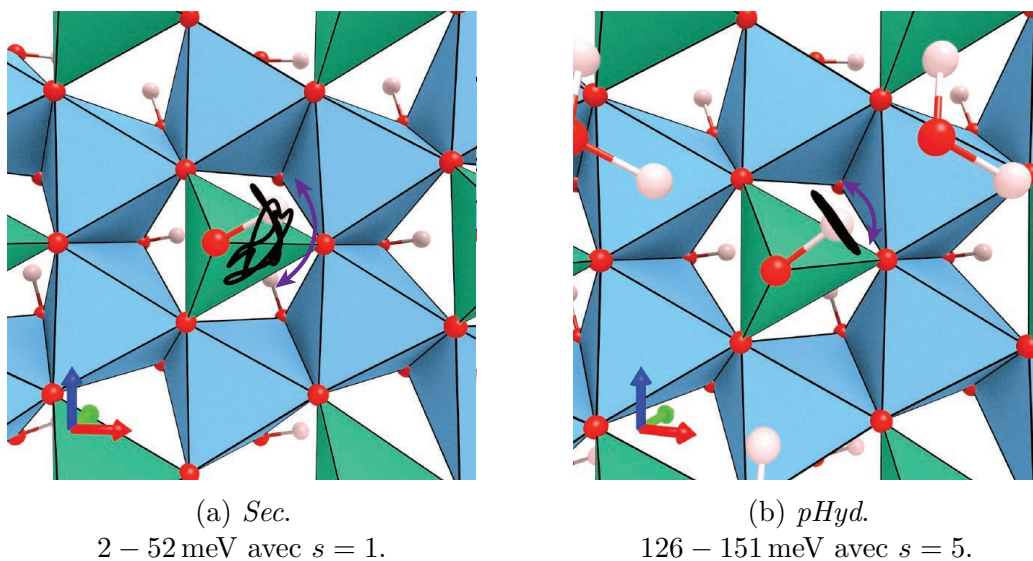 (a) Sec.
2 − 52 meV avec s = 1.
(b) pHyd.
126 − 151 meV avec s = 5.